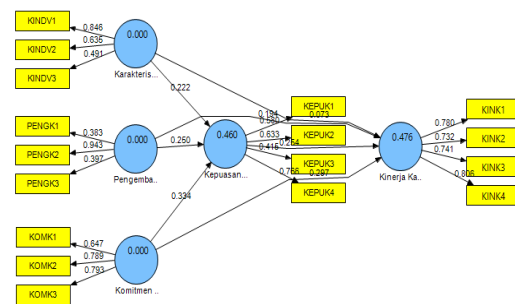 KINDV1
KINDV2
KINDV3
0.846
0.635
0.491
0.000
Karakteris...
0.222
PENGK1
PENGK2
PENGK3
0.383
0.943
0.397
0.000
Pengemba..
0.250
KOMK1
KOMK2
KOMK3
0.647
0.789
0.793
0.000
Komitmen ..
0.334
0.460
Kepuasan...
0.194
0.073
0.633
0.415
0.264
0.766
0.297
KEPUK1
KEPUK2
KEPUK3
KEPUK4
0.476
Kinerja Ka..
0.780
0.732
0.741
0.806
KINK1
KINK2
KINK3
KINK4